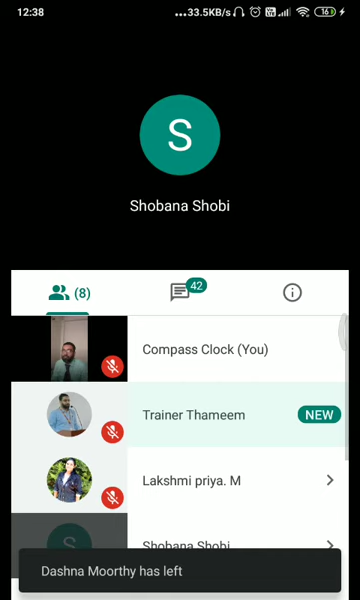 12:38
...33.5KB/s
16
S
Shobana Shobi
(8)
42
Compass Clock (You)
Trainer Thameem
NEW
Lakshmi priya. M
S
Shobana Shobi
Dashna Moorthy has left